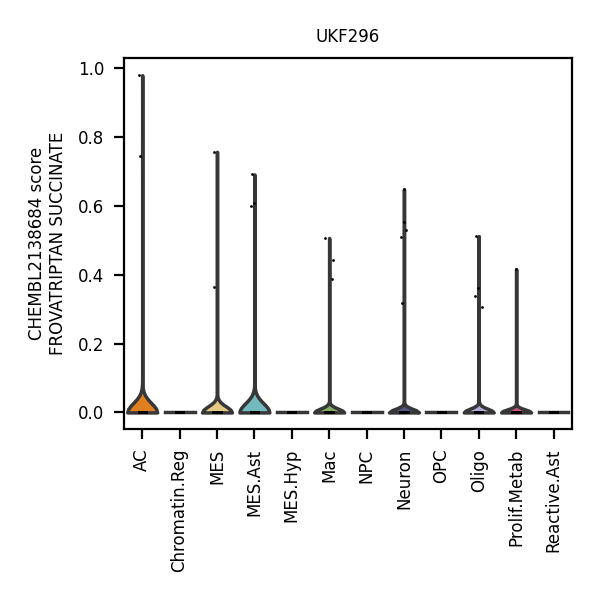 UKF296
CHEMBL2138684 score
FROVATRIPTAN SUCCINATE
1.0
0.8
0.6
0.4
0.2
0.0
AC
Chromatin.Reg
MES
MES.Ast
MES.Hyp
Mac
NPC
Neuron
OPC
Oligo
Prolif.Metab
Reactive.Ast